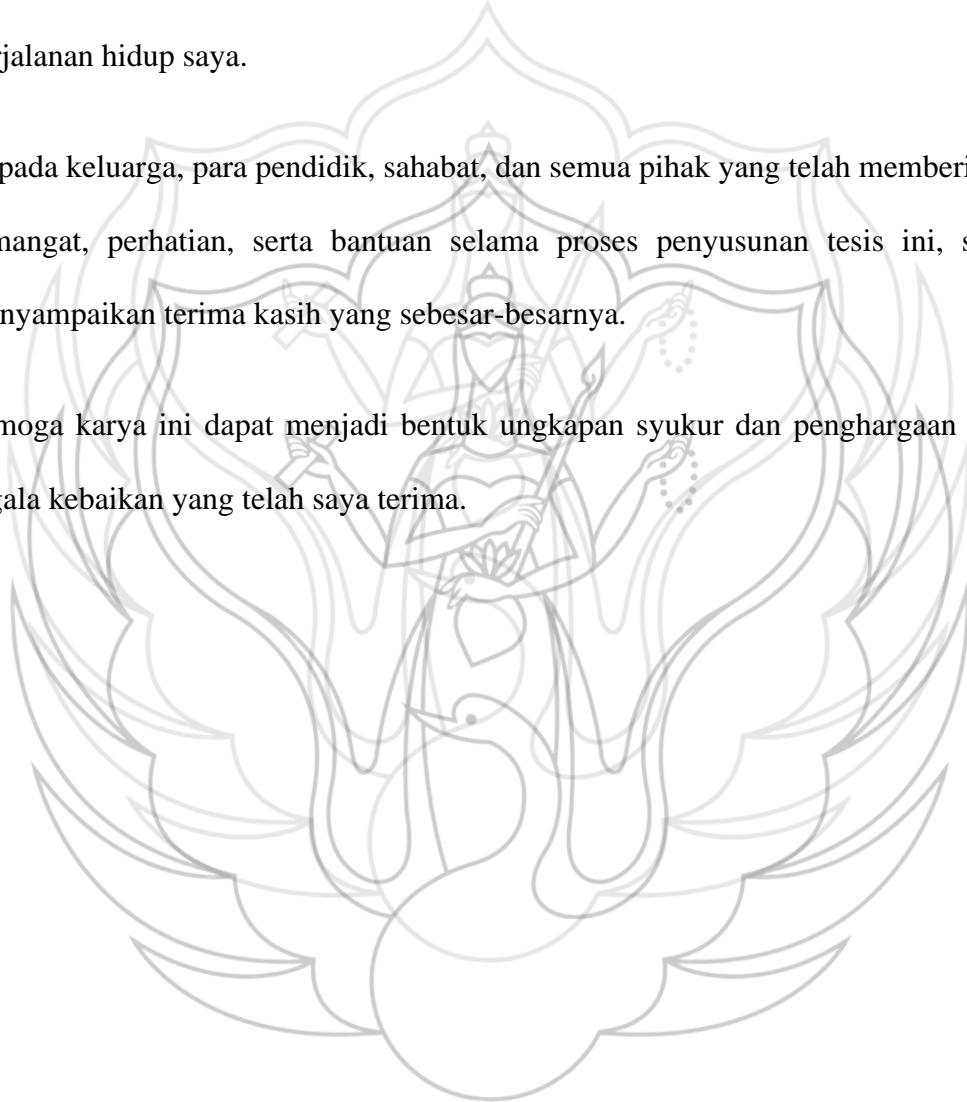 rjalanan hidup saya.
pada keluarga, para pendidik, sahabat, dan semua pihak yang telah memberi
mangat, perhatian, serta bantuan selama proses penyusunan tesis ini, s
nyampaikan terima kasih yang sebesar-besarnya.
moga karya ini dapat menjadi bentuk ungkapan syukur dan penghargaan
gala kebaikan yang telah saya terima.